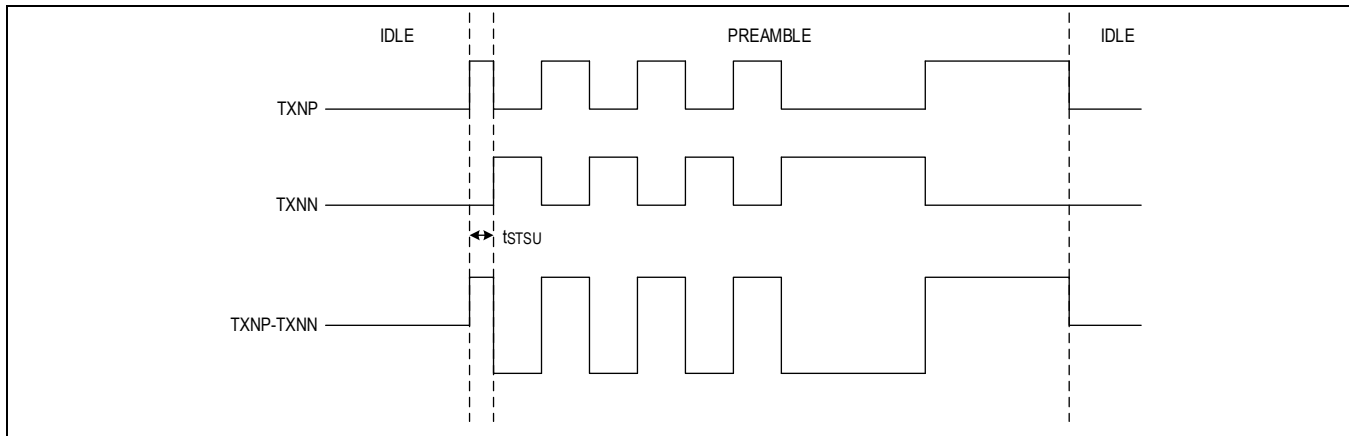 IDLE PREAMBLE IDLE
TXNP
TXNN
tSTSU
TXNP-TXNN